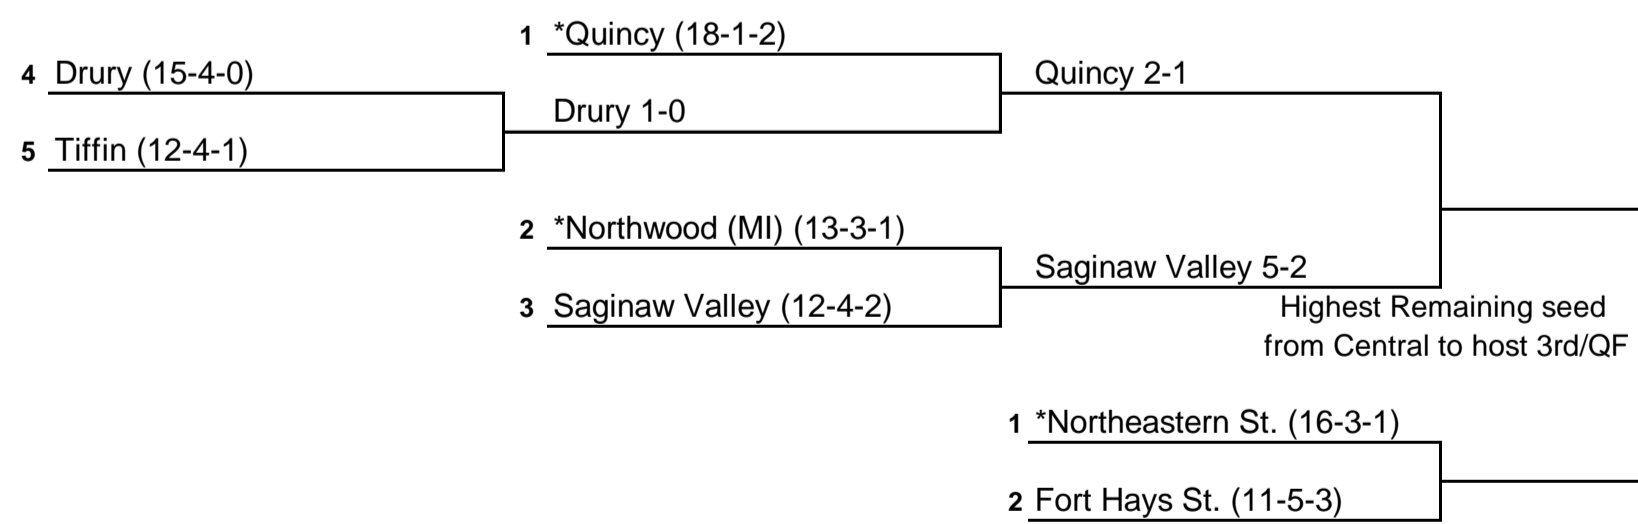 1 *Quincy (18-1-2)
4 Drury (15-4-0)
Quincy 2-1
Drury 1-0
5 Tiffin (12-4-1)
2 *Northwood (MI) (13-3-1)
Saginaw Valley 5-2
3 Saginaw Valley (12-4-2)
Highest Remaining seed
from Central to host 3rd/QF
1 *Northeastern St. (16-3-1)
2 Fort Hays St. (11-5-3)